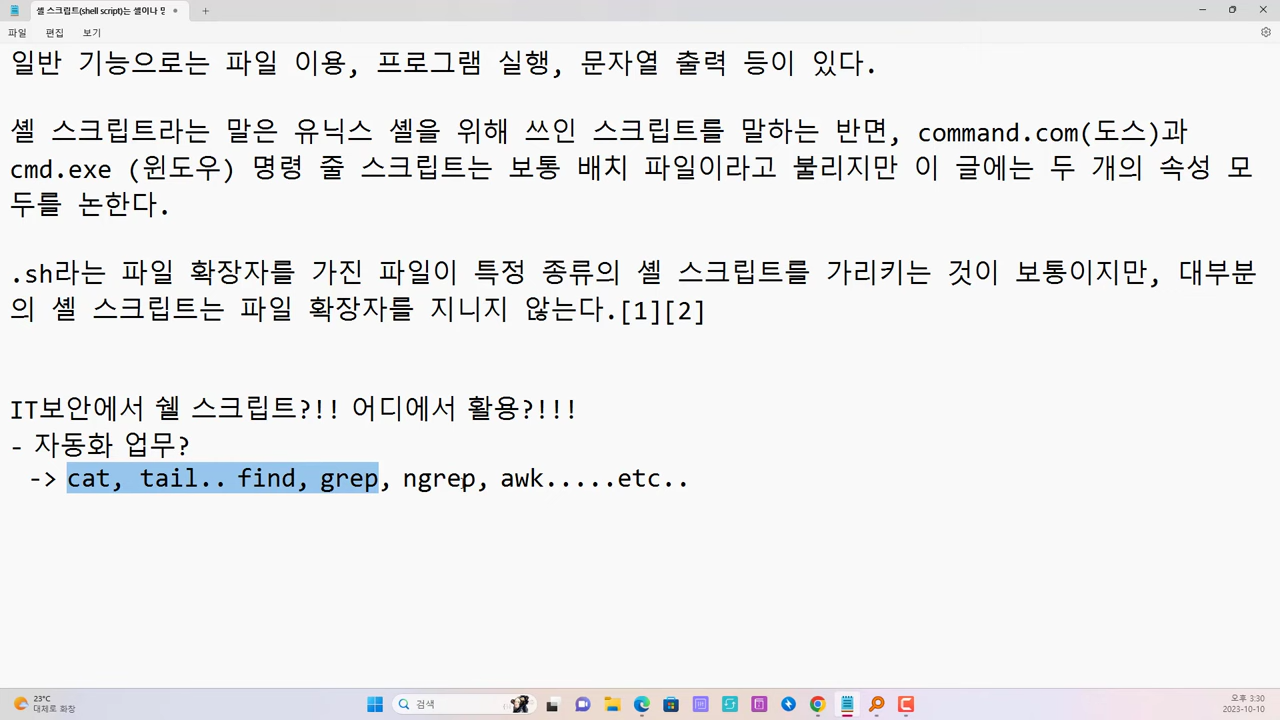 셸 스크립트(shell script)는 셸이나 명
파일 편집 보기
일반 기능으로는 파일 이용, 프로그램 실행, 문자열 출력 등이 있다.
셸 스크립트라는 말은 유닉스 셸을 위해 쓰인 스크립트를 말하는 반면, command.com(도스)과
cmd.exe (윈도우) 명령 줄 스크립트는 보통 배치 파일이라고 불리지만 이 글에는 두 개의 속성 모
두를 논한다.
.sh라는 파일 확장자를 가진 파일이 특정 종류의 셸 스크립트를 가리키는 것이 보통이지만, 대부분
의 셸 스크립트는 파일 확장자를 지니지 않는다.[1][2]
IT보안에서 쉘 스크립트?!! 어디에서 활용?!!!
- 자동화 업무?
-> cat, tail.. find, grep, ngrep, awk.....etc..
23°C
대체로 화창
검색
오후 3:30
2023-10-10